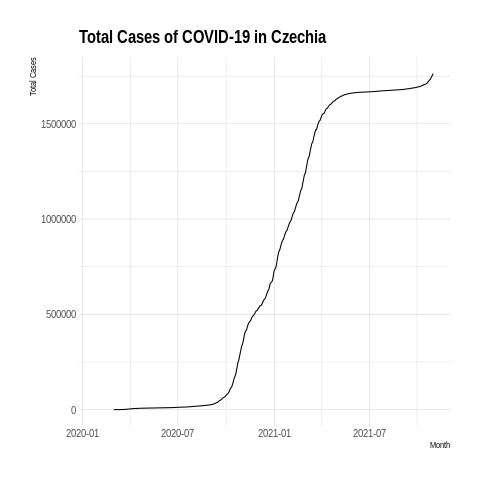 Total Cases of COVID-19 in Czechia
Total Cases
1500000
1000000
500000
0
2020-01 2020-07 2021-01 2021-07
Month